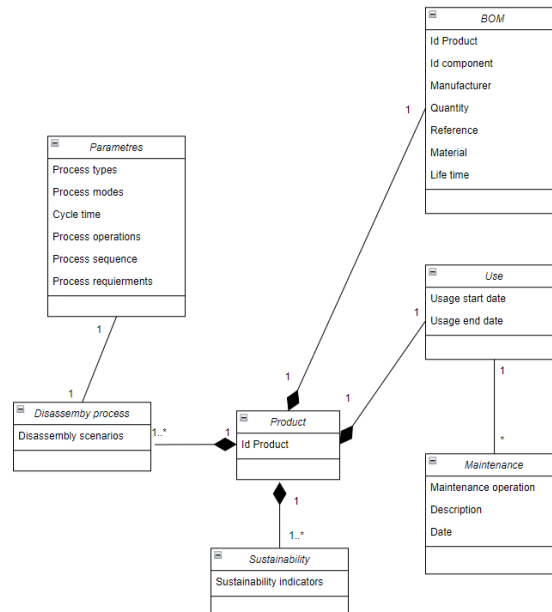 BOM
Id Product
Id component
Manufacturer
Quantity
Reference
Material
Life time
1
Parametres
Process types
Process modes
Cycle time
Process operations
Process sequence
Process requierments
1
1
Use
Usage start date
Usage end date
1
1
1
1
Disassemby process
Disassembly scenarios
1..*
1
Product
Id Product
1
1..*
*
Maintenance
Maintenance operation
Description
Date
Sustainability
Sustainability indicators